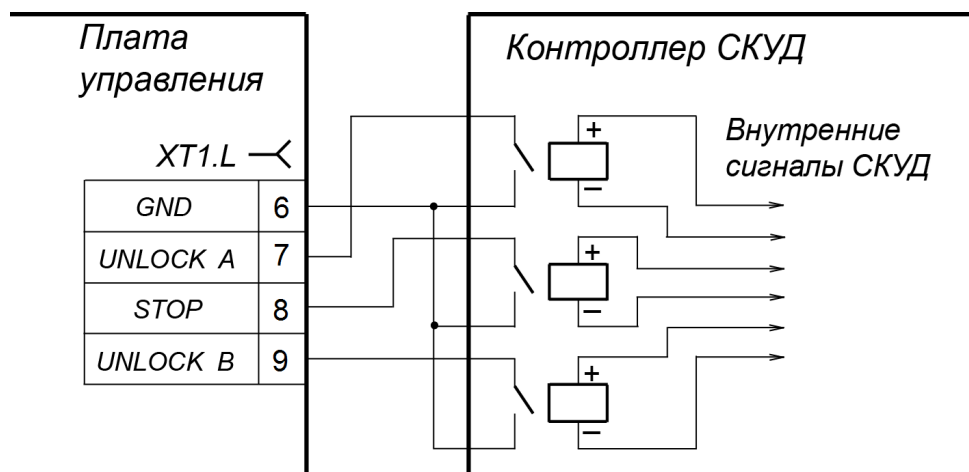 Плата
управления
Контроллер СКУД
XT1.L
GND 6
UNLOCK A 7
STOP 8
UNLOCK B 9
+
−
+
−
+
−
Внутренние
сигналы СКУД